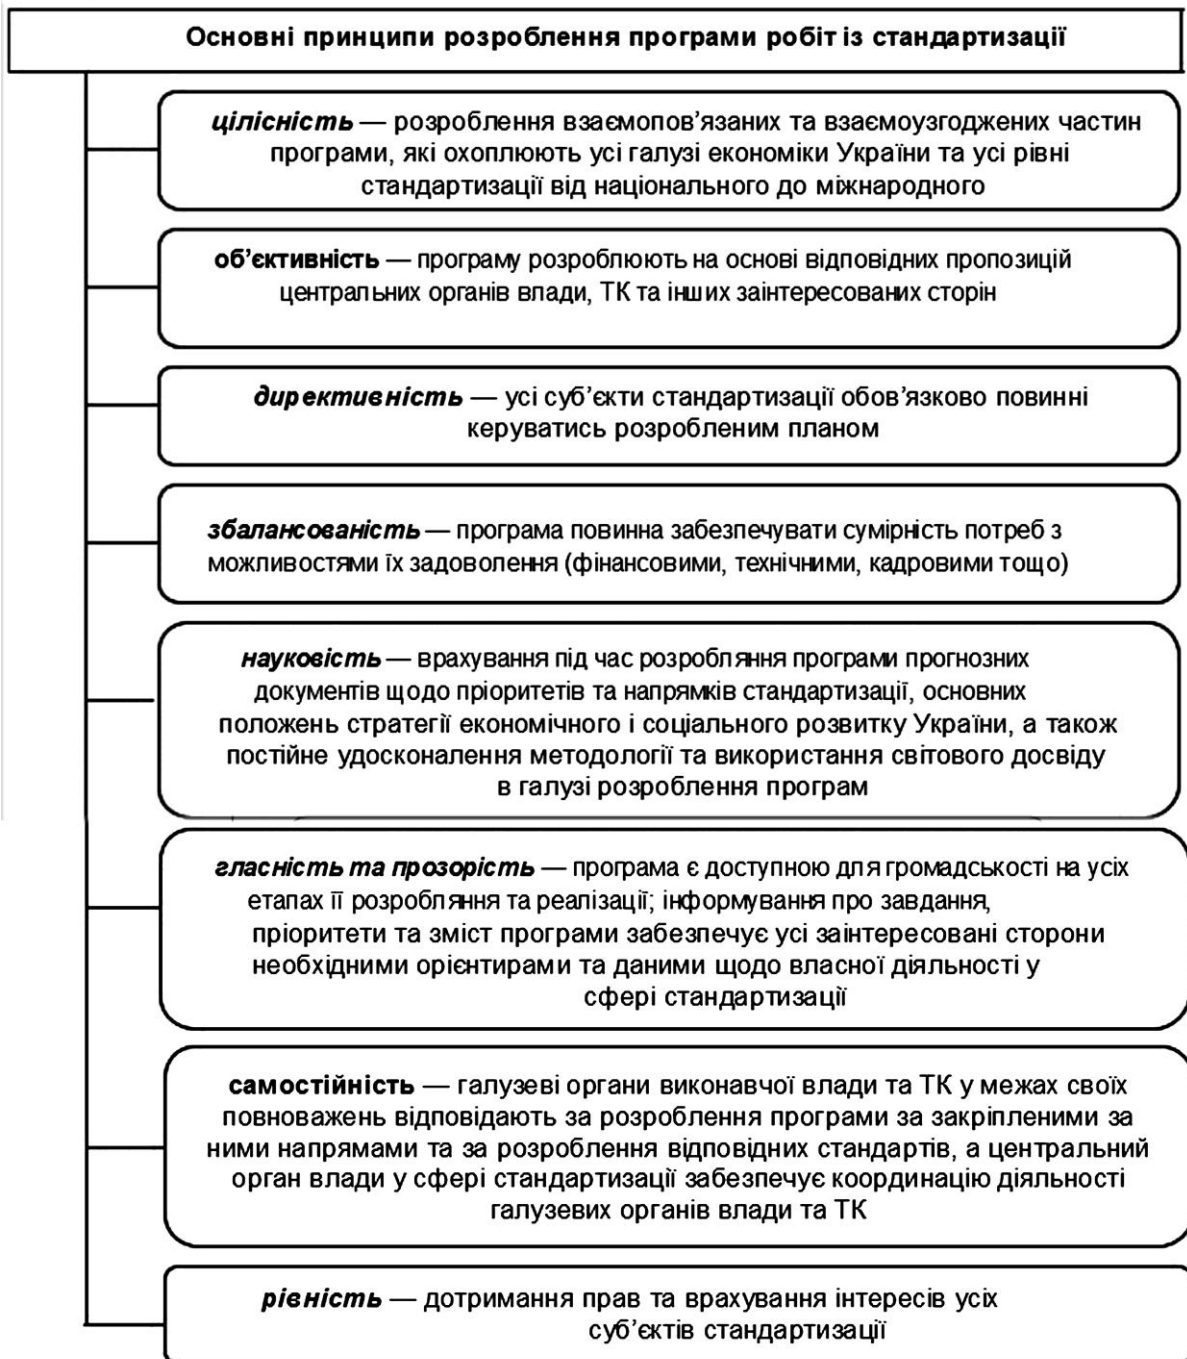 Основні принципи розроблення програми робіт із стандартизації
цілісність — розроблення взаємопов’язаних та взаємоузгоджених частин
програми, які охоплюють усі галузі економіки України та усі рівні
стандартизації від національного до міжнародного
об’єктивність — програму розроблюють на основі відповідних пропозицій
центральних органів влади, ТК та інших заінтересованих сторін
директивність — усі суб’єкти стандартизації обов’язково повинні
керуватись розробленим планом
збалансованість — програма повинна забезпечувати сумірність потреб з
можливостями їх задоволення (фінансовими, технічними, кадровими тощо)
науковість — врахування під час розробляння програми прогнозних
документів щодо пріоритетів та напрямків стандартизації, основних
положень стратегії економічного і соціального розвитку України, а також
постійне удосконалення методології та використання світового досвіду
в галузі розроблення програм
гласність та прозорість — програма є доступною для громадськості на усіх
етапах її розробляння та реалізації; інформування про завдання,
пріоритети та зміст програми забезпечує усі заінтересовані сторони
необхідними орієнтирами та даними щодо власної діяльності у
сфері стандартизації
самостійність — галузеві органи виконавчої влади та ТК у межах своїх
повноважень відповідають за розроблення програми за закріпленими за
ними напрямами та за розроблення відповідних стандартів, а центральний
орган влади у сфері стандартизації забезпечує координацію діяльності
галузевих органів влади та ТК
рівність — дотримання прав та врахування інтересів усіх
суб’єктів стандартизації